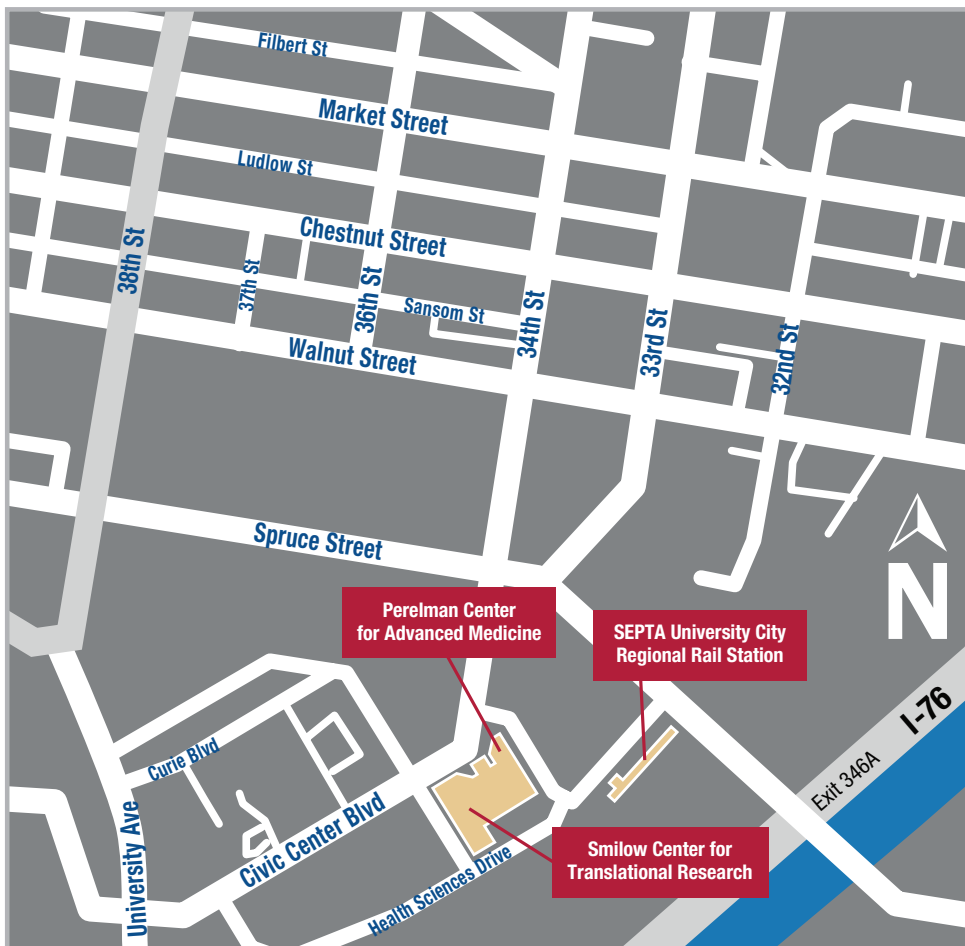 Filbert St
Market Street
Ludlow St
Chestnut Street
38th St
37th St
36th St
Sansom St
34th St
33rd St
32nd St
Walnut Street
Spruce Street
N
Perelman Center
for Advanced Medicine
SEPTA University City
Regional Rail Station
I-76
Exit 346A
Curie Blvd
University Ave
Civic Center Blvd
Health Sciences Drive
Smilow Center for
Translational Research